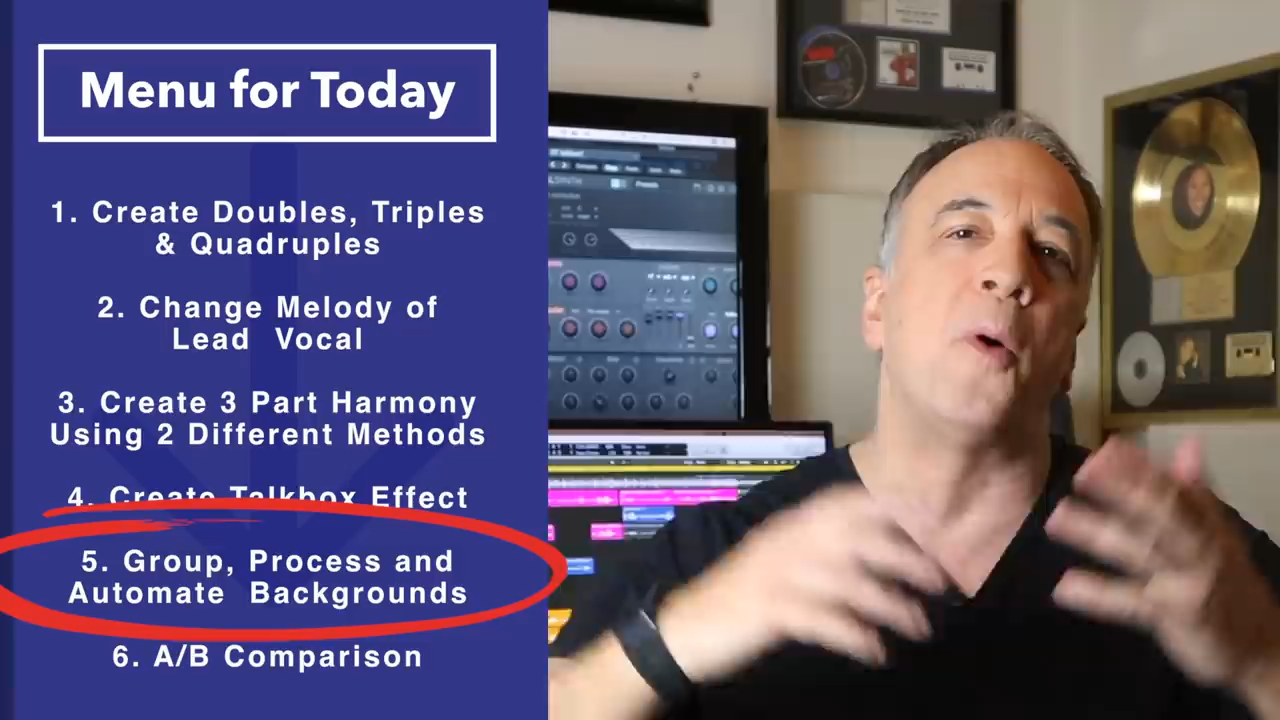 Menu for Today
1. Create Doubles, Triples
& Quadruples
2. Change Melody of
Lead Vocal
3. Create 3 Part Harmony
Using 2 Different Methods
4. Create Talkbox Effect
5. Group, Process and
Automate Backgrounds
6. A/B Comparison